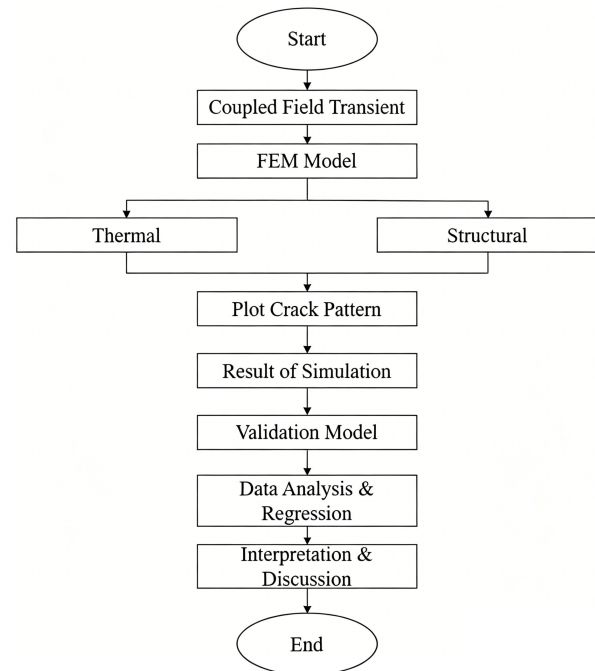 Start
Coupled Field Transient
FEM Model
Thermal
Structural
Plot Crack Pattern
Result of Simulation
Validation Model
Data Analysis &
Regression
Interpretation &
Discussion
End